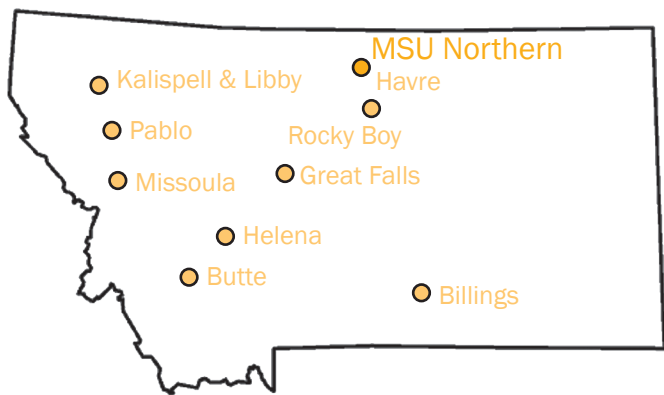 MSU Northern
Kalispell & Libby
Havre
Pablo
Rocky Boy
Missoula
Great Falls
Helena
Butte
Billings